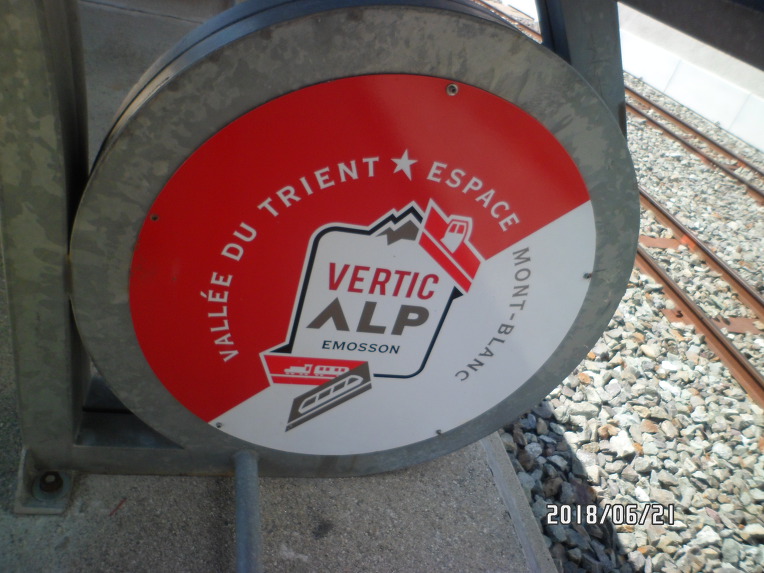 VALLÉE DU TRIENT ★ ESPACE MONT-BLANC
VERTIC
ALP
EMOSSON
2018/06/21